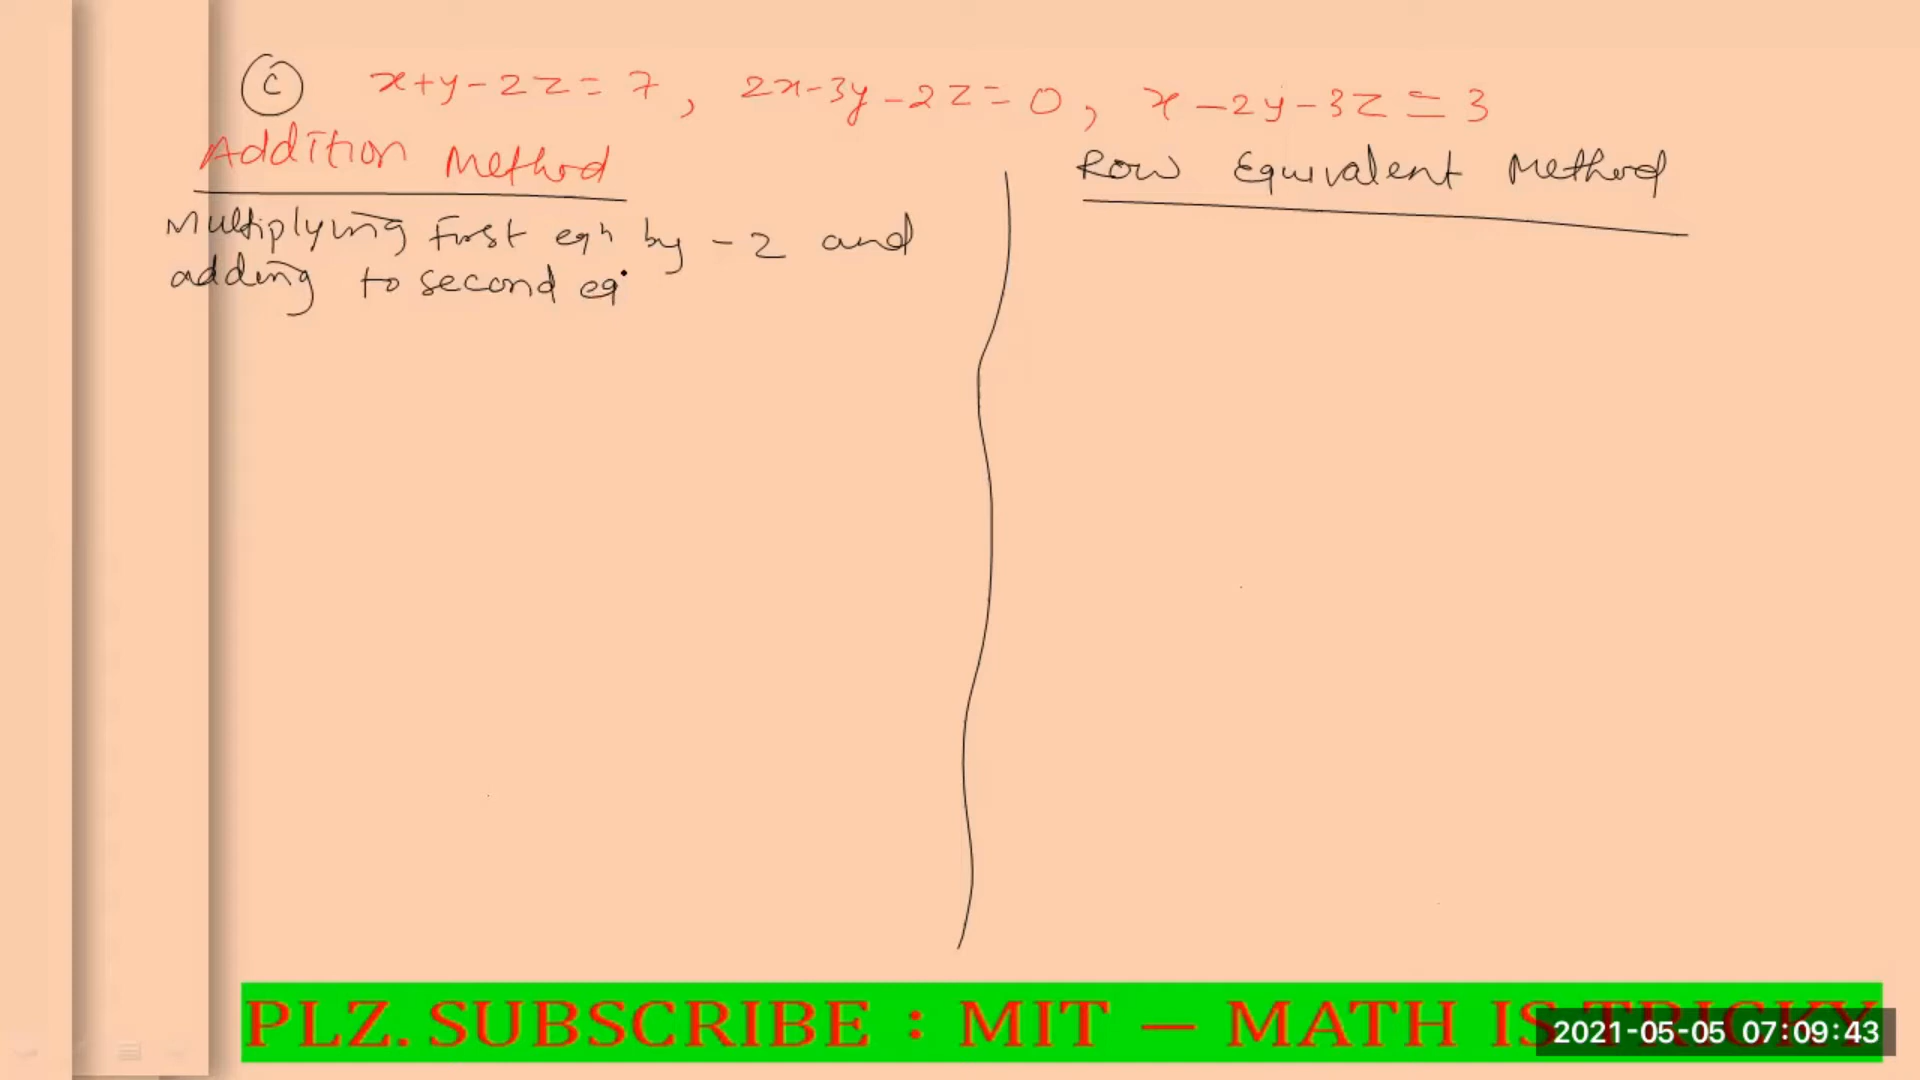 C x+y-2z=7, 2x-3y-2z=0, x-2y-3z=3
Addition Method
Row Equivalent Method
Multiplying first eqn by -2 and
adding to second eq
PLZ. SUBSCRIBE : MIT – MATH IS TRICKY
2021-05-05 07:09:43